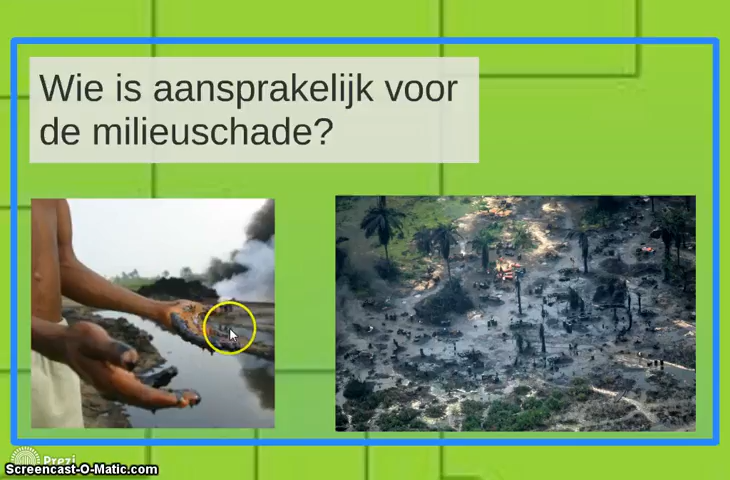 Wie is aansprakelijk voor
de milieuschade?
Prezi
Screencast-O-Matic.com